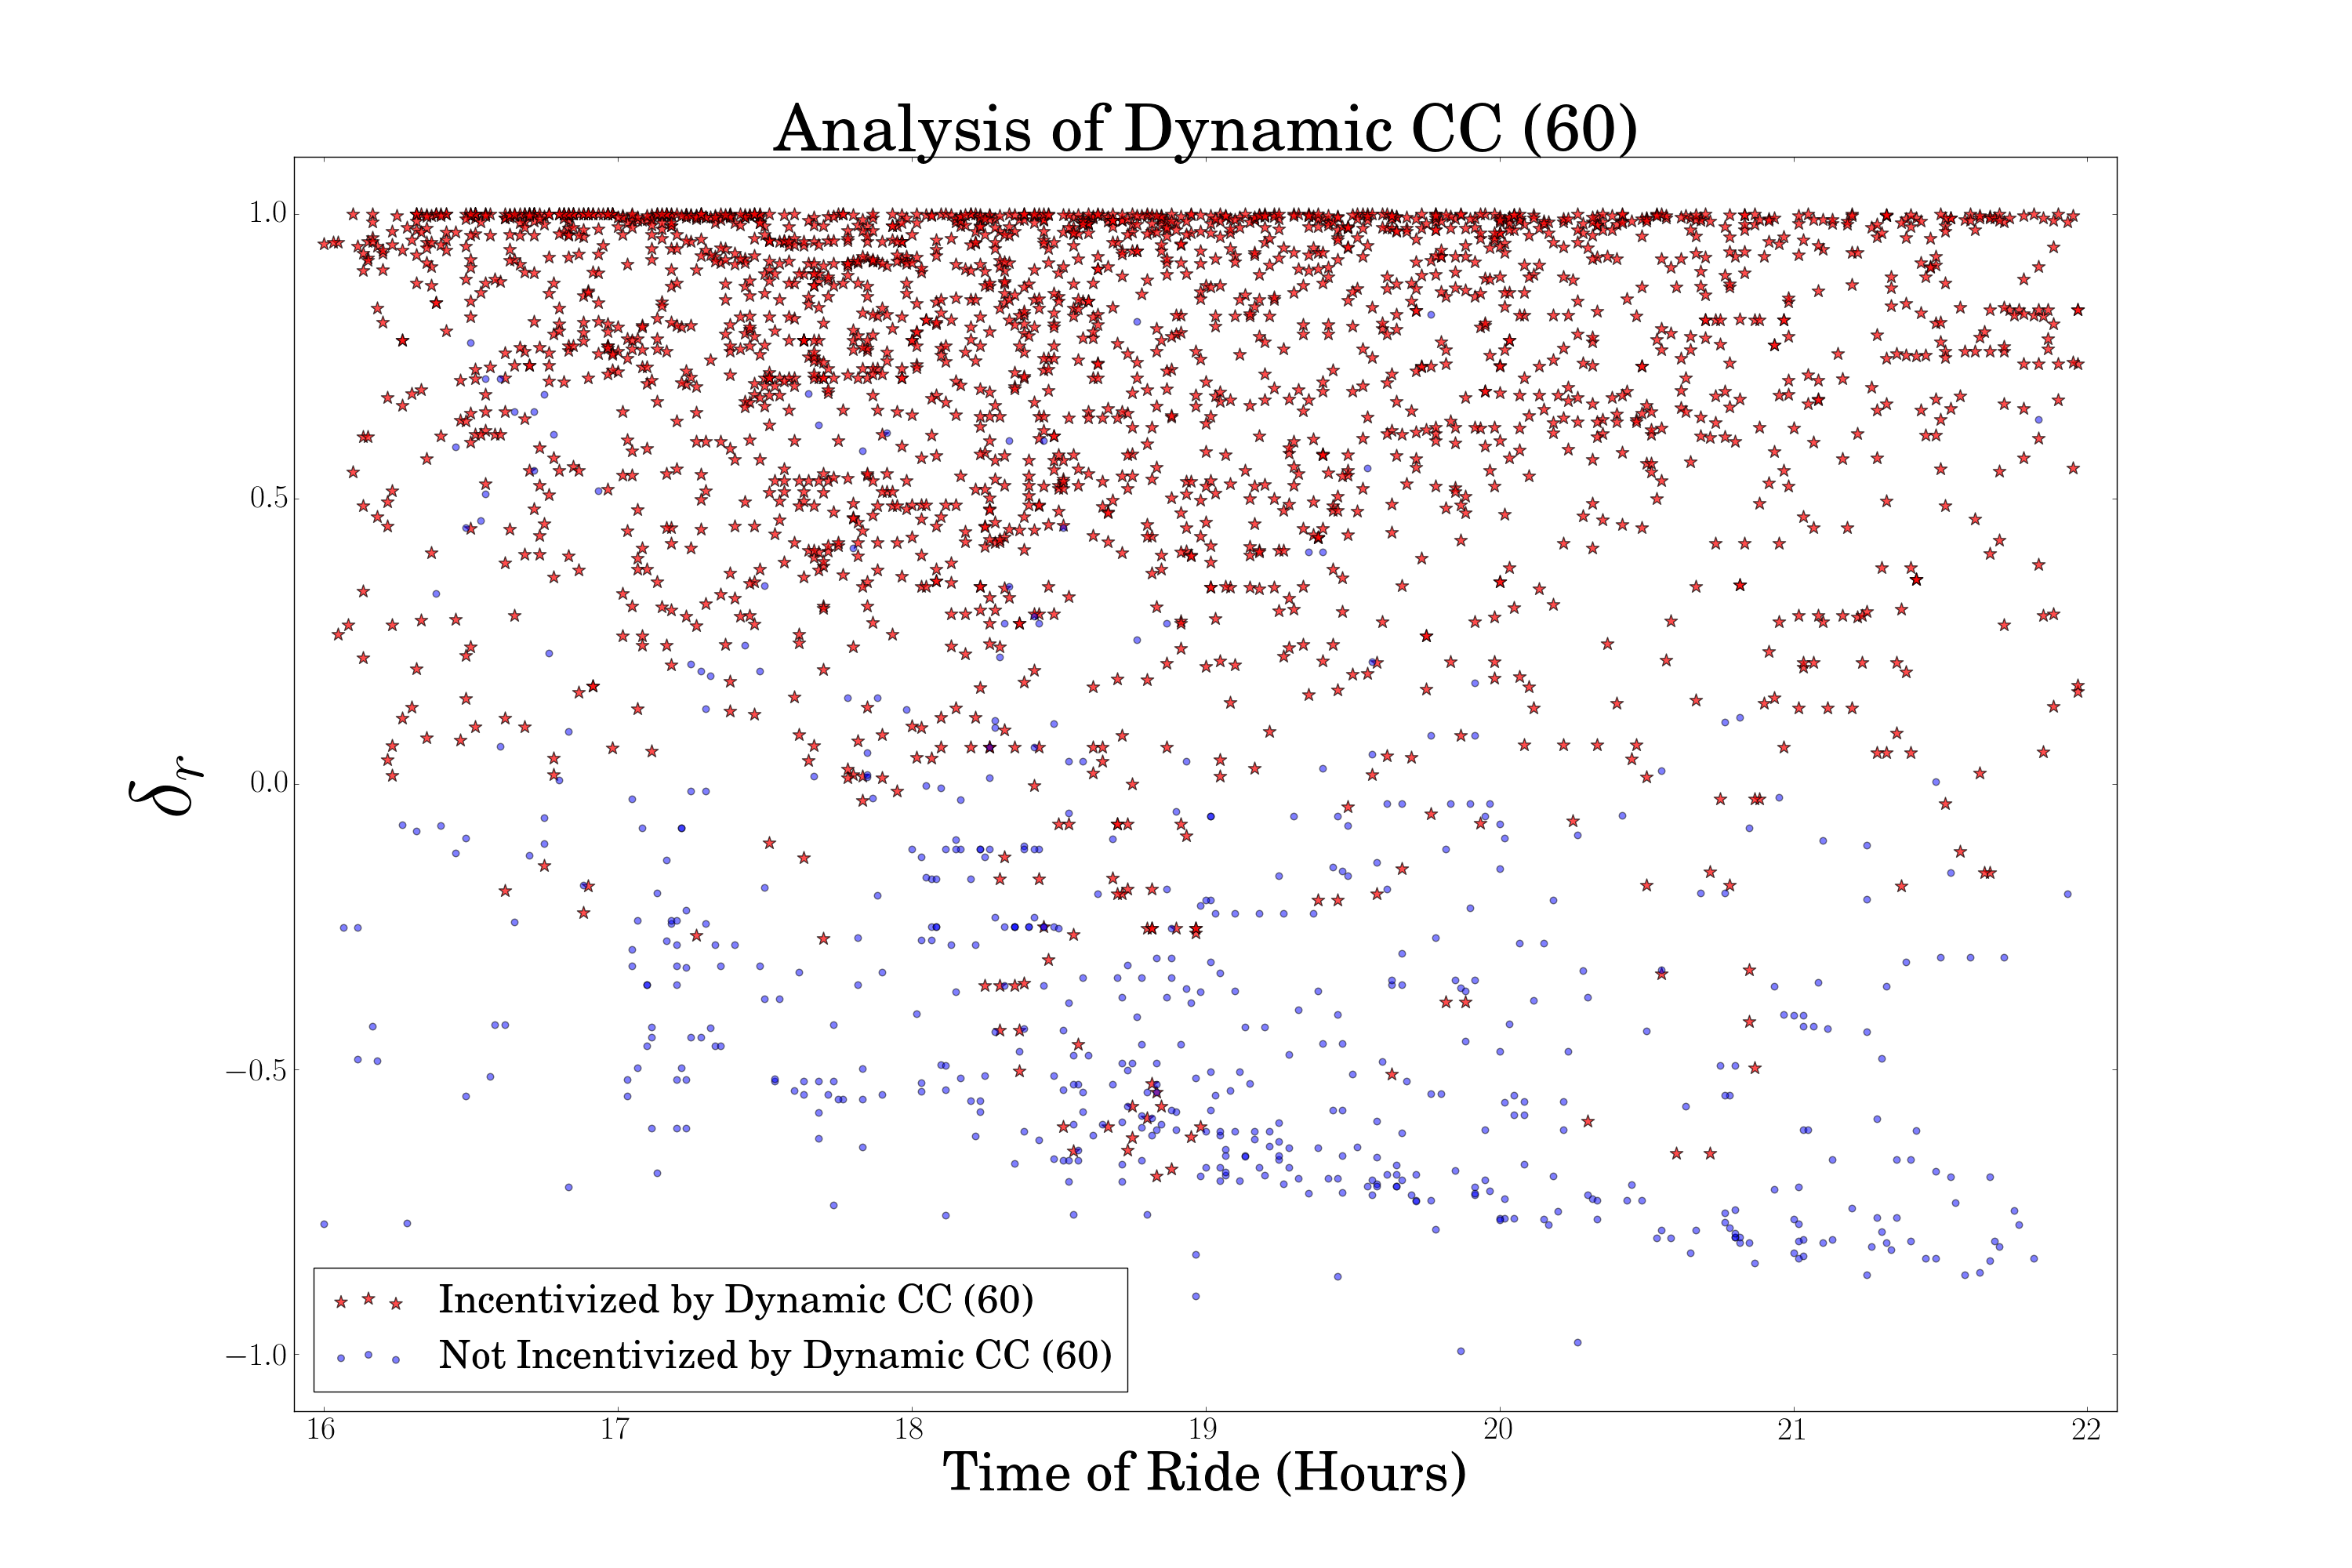 Analysis of Dynamic CC (60)
1.0
0.5
0.0
−0.5
−1.0
δr
Incentivized by Dynamic CC (60)
Not Incentivized by Dynamic CC (60)
16 17 18 19 20 21 22
Time of Ride (Hours)